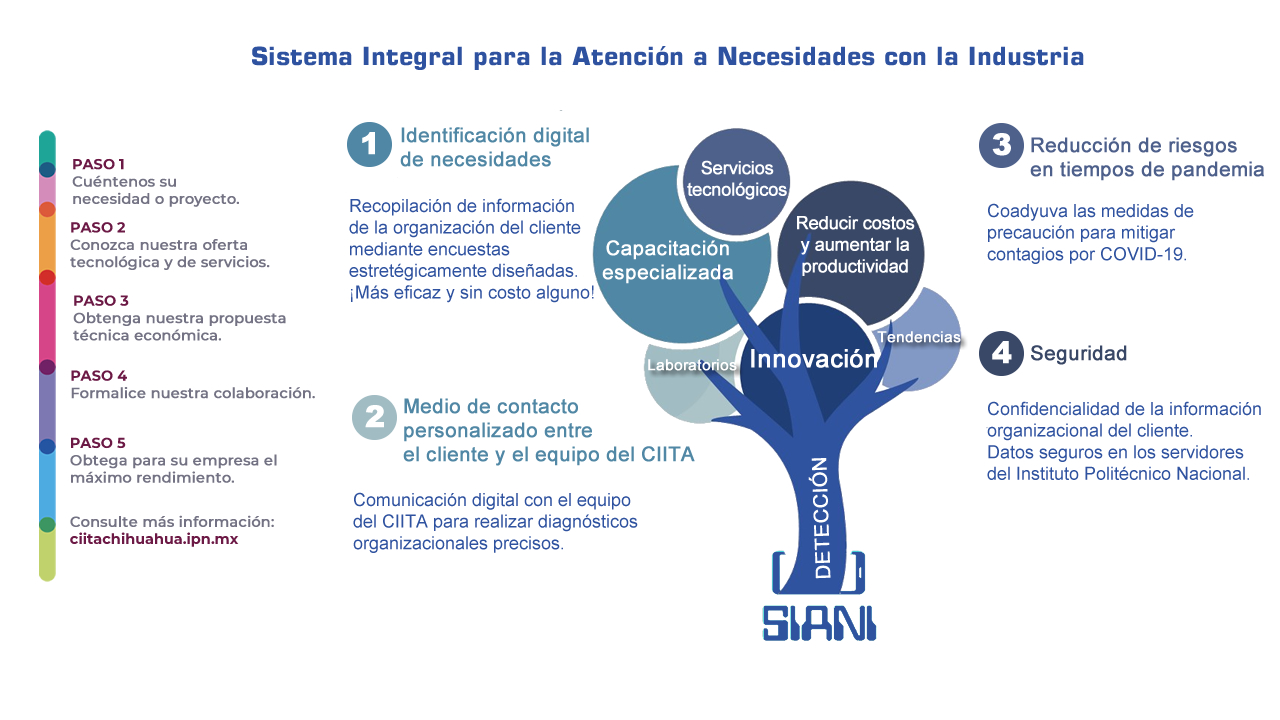 Sistema Integral para la Atención a Necesidades con la Industria
PASO 1
Cuéntenos su
necesidad o proyecto.
PASO 2
Conozca nuestra oferta
tecnológica y de servicios.
PASO 3
Obtenga nuestra propuesta
técnica económica.
PASO 4
Formalice nuestra colaboración.
PASO 5
Obtega para su empresa el
máximo rendimiento.
Consulte más información:
ciitachihuahua.ipn.mx
1
Identificación digital
de necesidades
Recopilación de información
de la organización del cliente
mediante encuestas
estretégicamente diseñadas.
¡Más eficaz y sin costo alguno!
2
Medio de contacto
personalizado entre
el cliente y el equipo del CIITA
Comunicación digital con el equipo
del CIITA para realizar diagnósticos
organizacionales precisos.
Servicios
tecnológicos
Capacitación
especializada
Reducir costos
y aumentar la
productividad
Laboratorios
Innovación
Tendencias
DETECCIÓN
SIANI
3
Reducción de riesgos
en tiempos de pandemia
Coadyuva las medidas de
precaución para mitigar
contagios por COVID-19.
4
Seguridad
Confidencialidad de la información
organizacional del cliente.
Datos seguros en los servidores
del Instituto Politécnico Nacional.